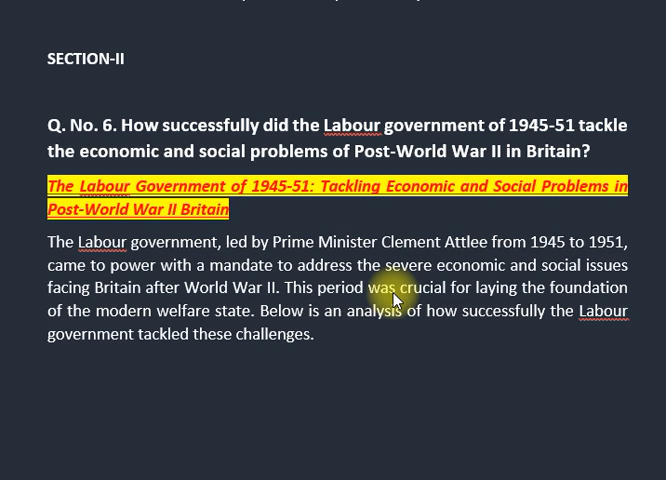 SECTION-II
Q. No. 6. How successfully did the Labour government of 1945-51 tackle
the economic and social problems of Post-World War II in Britain?
The Labour Government of 1945-51: Tackling Economic and Social Problems in
Post-World War II Britain
The Labour government, led by Prime Minister Clement Attlee from 1945 to 1951,
came to power with a mandate to address the severe economic and social issues
facing Britain after World War II. This period was crucial for laying the foundation
of the modern welfare state. Below is an analysis of how successfully the Labour
government tackled these challenges.